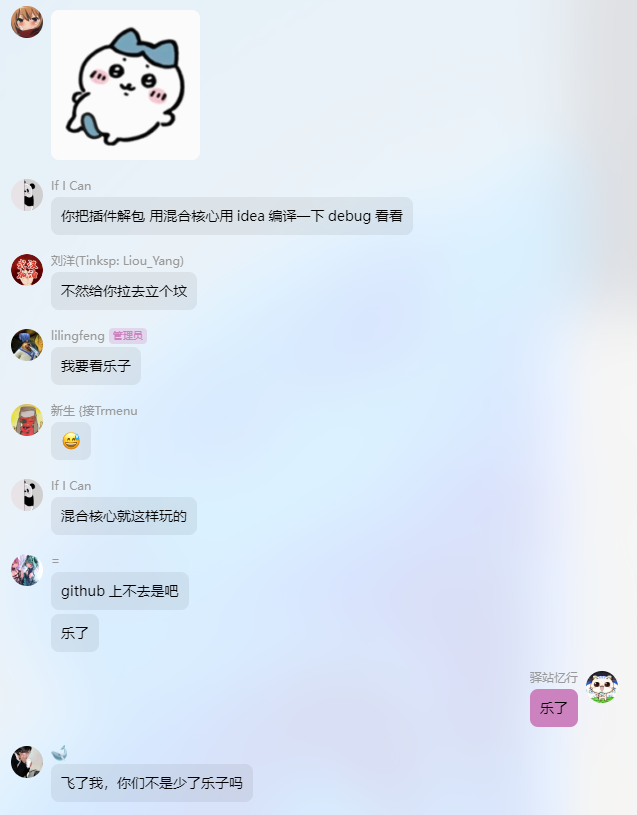 If I Can
你把插件解包 用混合核心用 idea 编译一下 debug 看看
刘洋(Tinksp: Liou_Yang)
不然给你拉去立个坟
lilingfeng 管理员
我要看乐子
新生 {接Trmenu
😅
If I Can
混合核心就这样玩的
=
github 上不去是吧
乐了
驿站忆行
乐了
飞了我，你们不是少了乐子吗